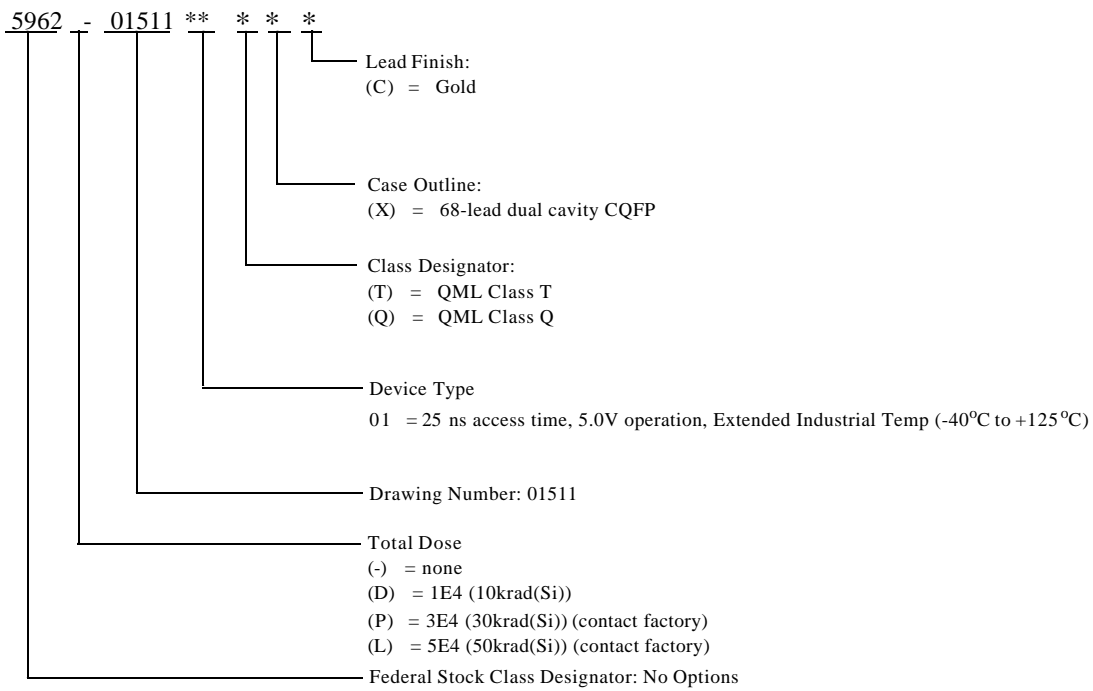 5962 - 01511 ** * * *
Lead Finish:
(C) = Gold
Case Outline:
(X) = 68-lead dual cavity CQFP
Class Designator:
(T) = QML Class T
(Q) = QML Class Q
Device Type
01 = 25 ns access time, 5.0V operation, Extended Industrial Temp (-40°C to +125°C)
Drawing Number: 01511
Total Dose
(-) = none
(D) = 1E4 (10krad(Si))
(P) = 3E4 (30krad(Si)) (contact factory)
(L) = 5E4 (50krad(Si)) (contact factory)
Federal Stock Class Designator: No Options